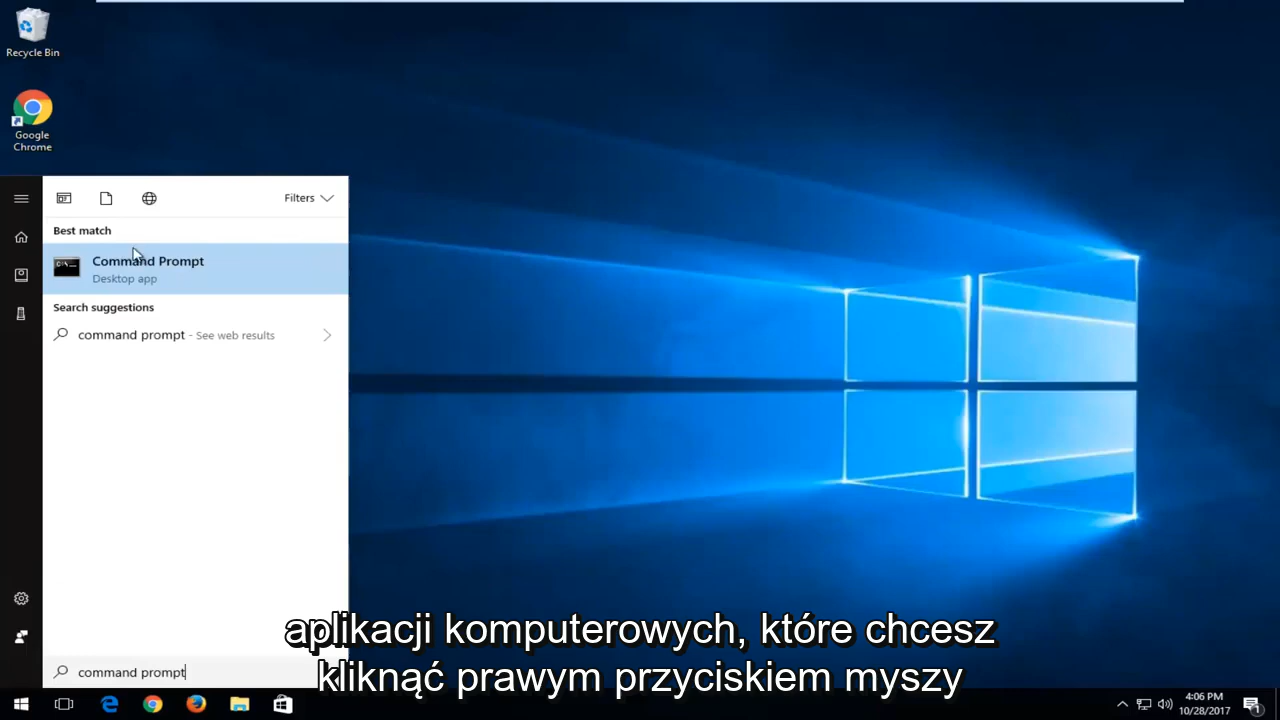 Recycle Bin
Google
Chrome
Filters
Best match
Command Prompt
Desktop app
Search suggestions
command prompt - See web results
aplikacji komputerowych, które chcesz
kliknąć prawym przyciskiem myszy
command prompt
4:06 PM
10/28/2017
1